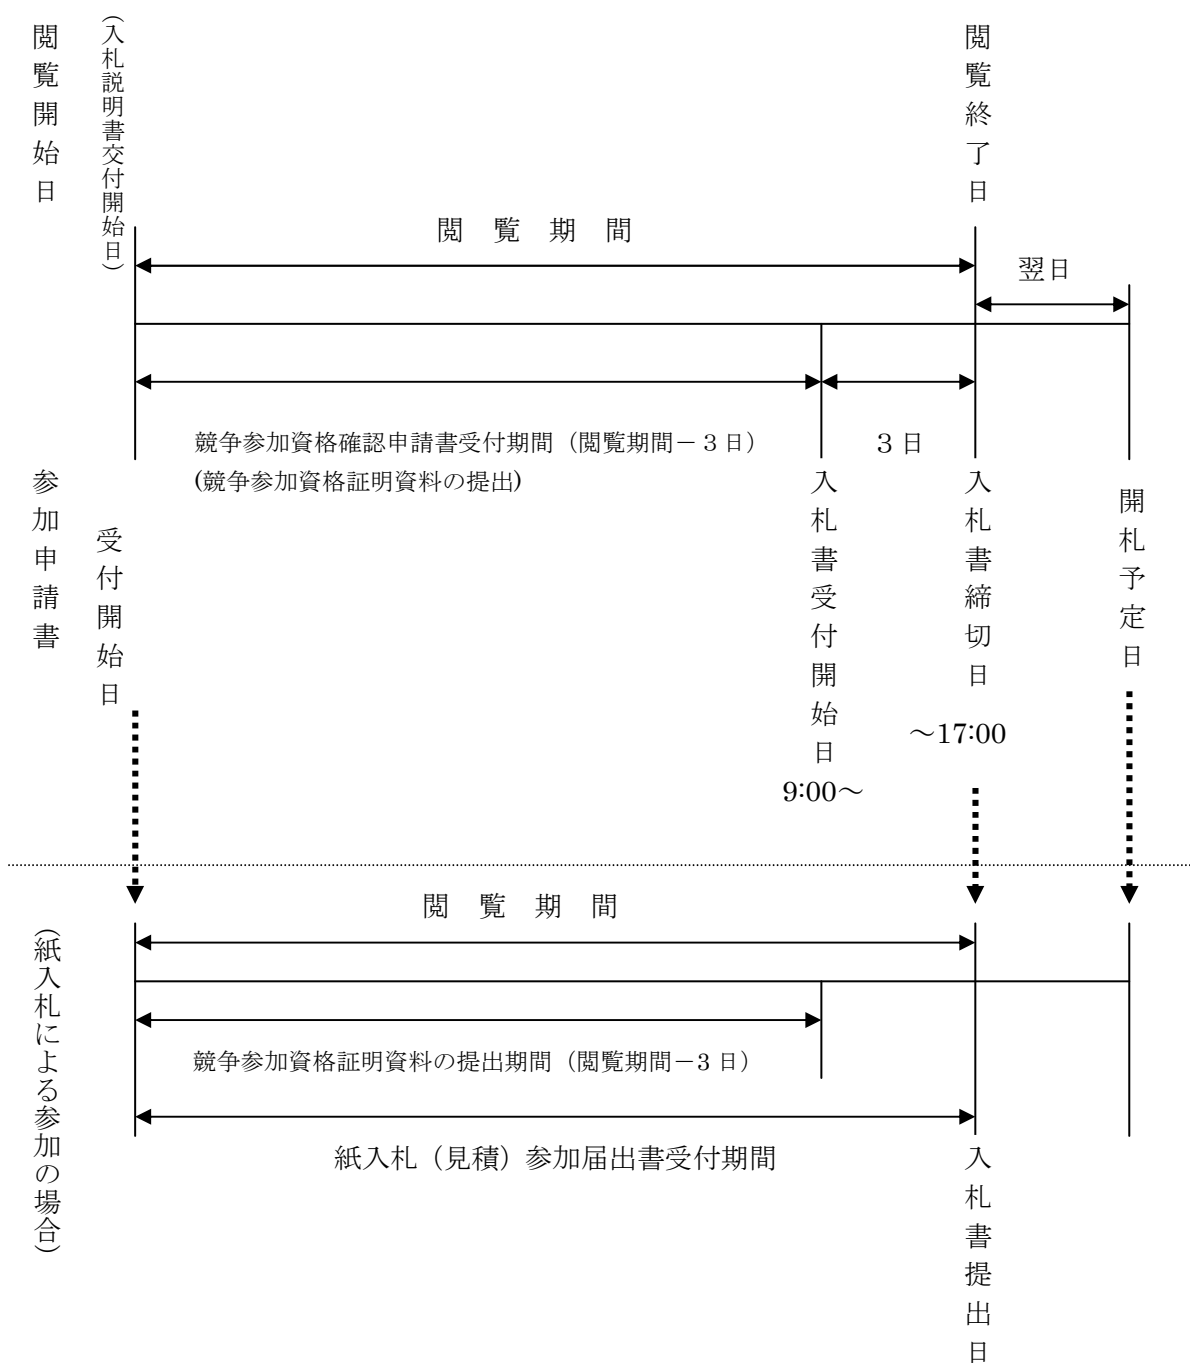 閲覧開始日
（入札説明書交付開始日）
閲覧終了日
閲　覧　期　間
翌日
競争参加資格確認申請書受付期間（閲覧期間－３日）
(競争参加資格証明資料の提出)
３日
参加申請書
受付開始日
入札書受付開始日
9:00～
入札書締切日
～17:00
開札予定日
（紙入札による参加の場合）
閲　覧　期　間
競争参加資格証明資料の提出期間（閲覧期間－3 日）
紙入札（見積）参加届出書受付期間
入札書提出日